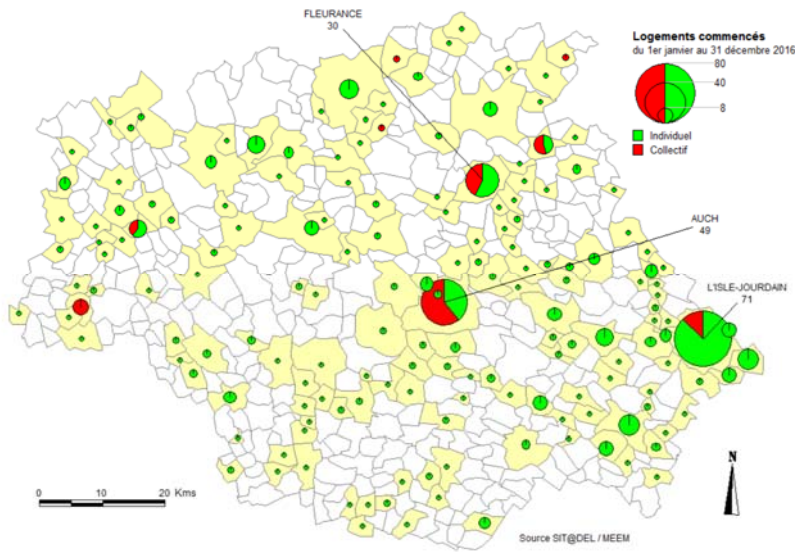 FLEURANCE
30
Logements commencés
du 1er janvier au 31 décembre 2016
80
40
8
Individuel
Collectif
AUCH
49
L'ISLE-JOURDAIN
71
N
0 10 20 Kms
Source SIT@DEL / MEEM